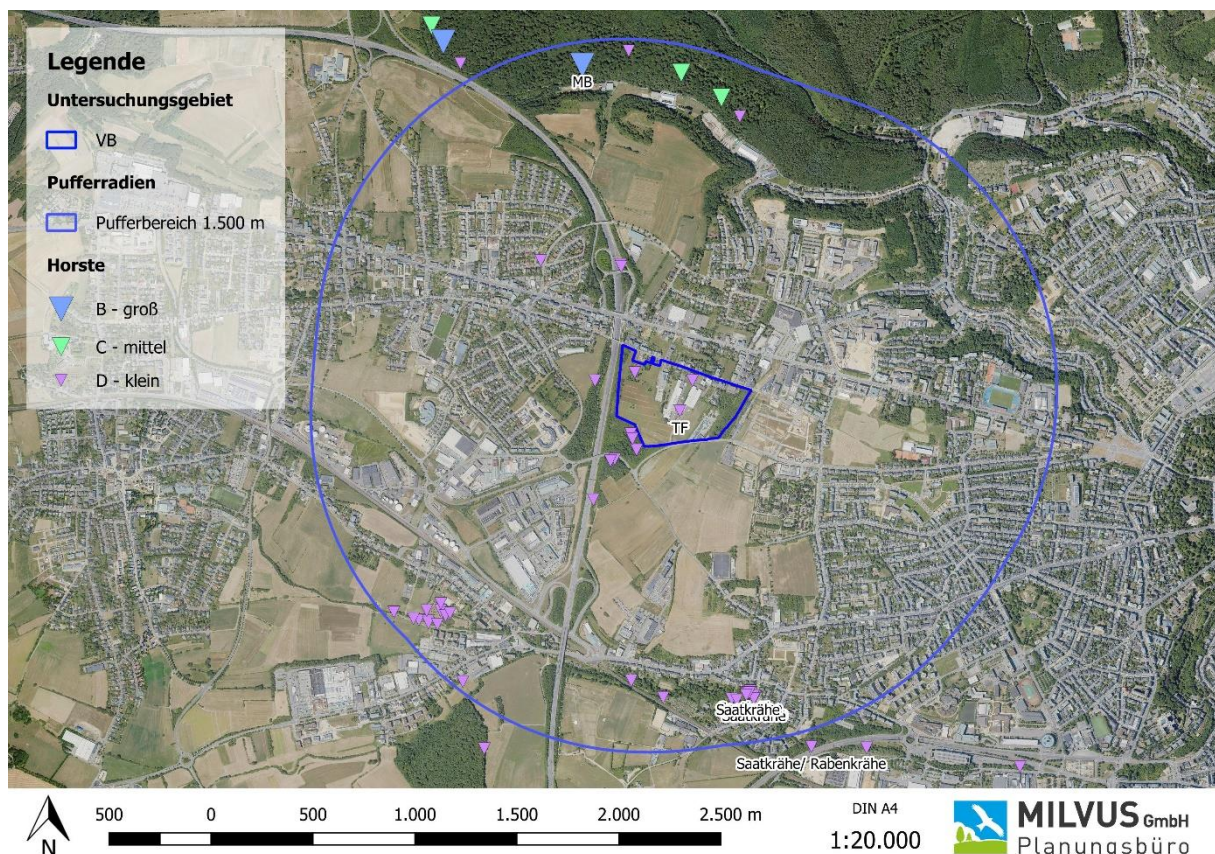 Legende
Untersuchungsgebiet
VB
Pufferradien
Pufferbereich 1.500 m
Horste
B - groß
C - mittel
D - klein
MB
TF
Saatkrähe
Saatkrähe
Saatkrähe/ Rabenkrähe
N
500 0 500 1.000 1.500 2.000 2.500 m
DIN A4
1:20.000
MILVUS GmbH
Planungsbüro